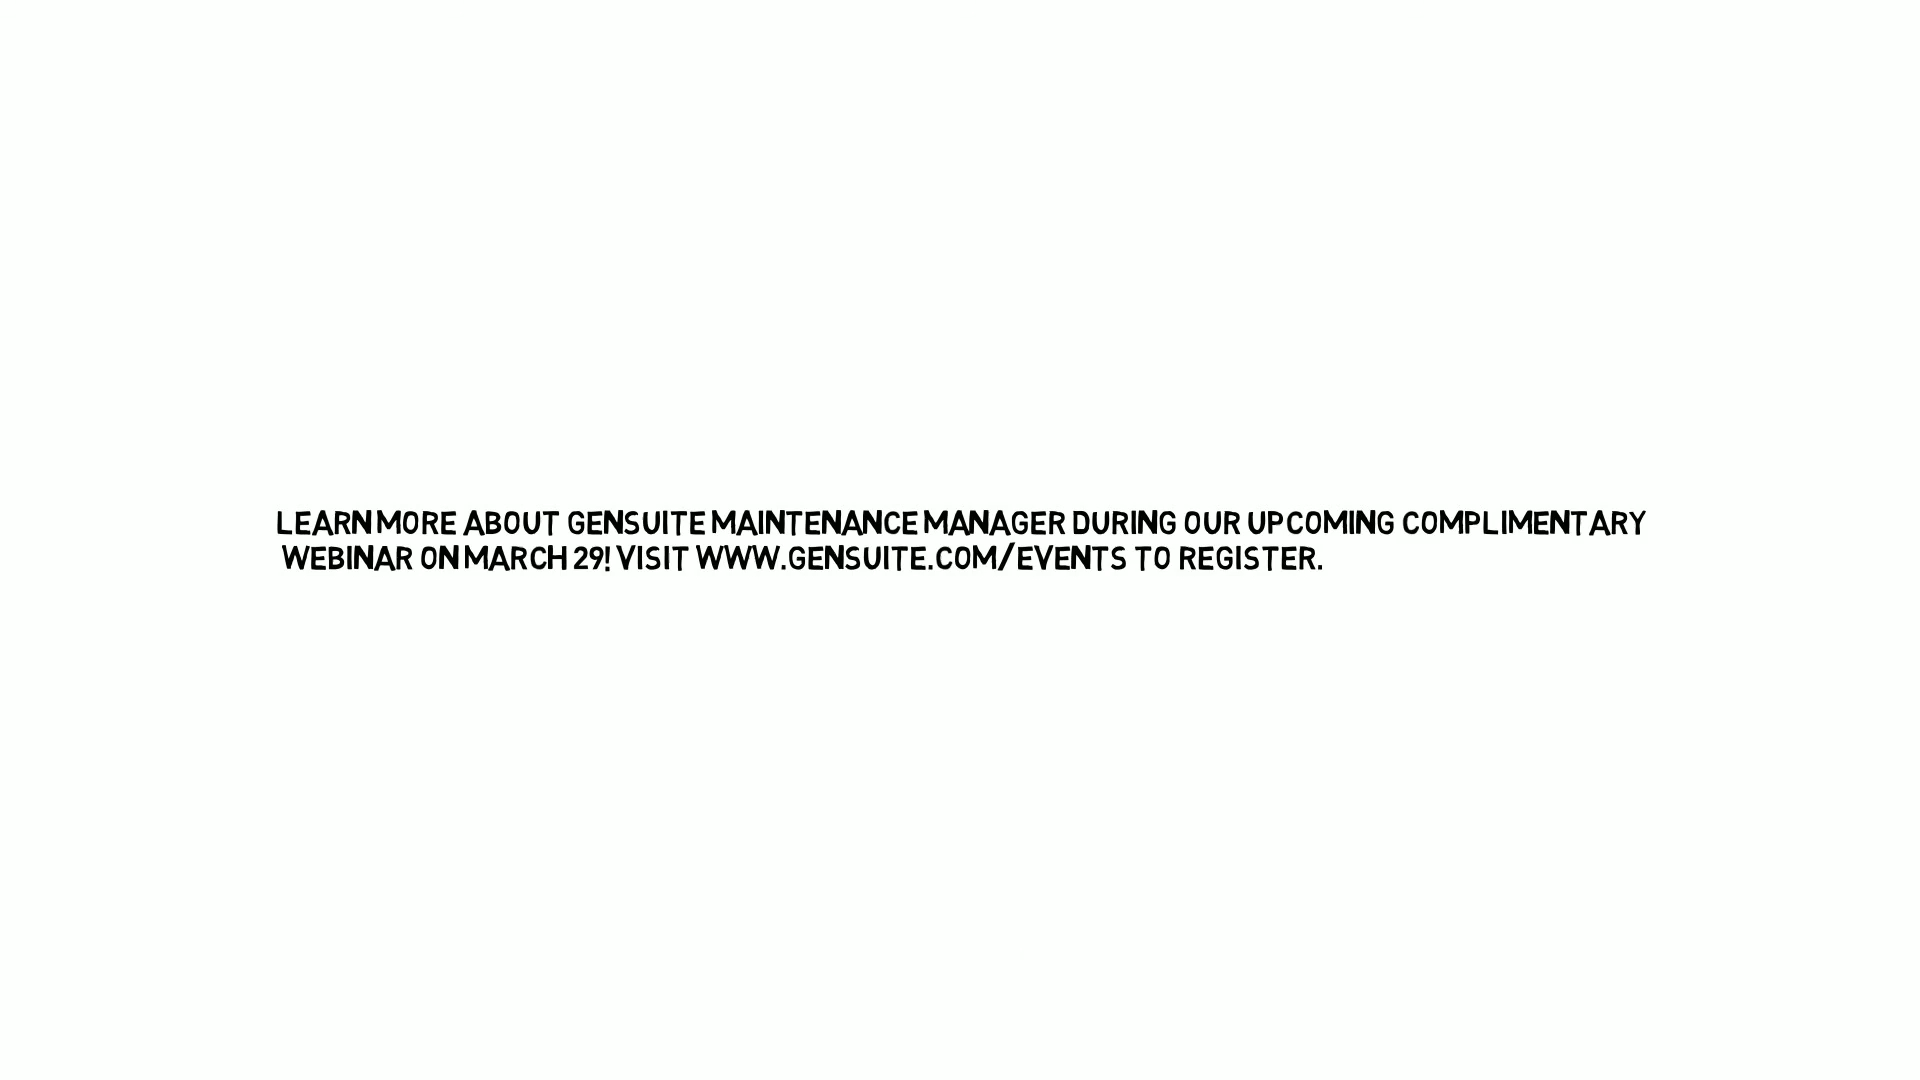 LEARN MORE ABOUT GENSUITE MAINTENANCE MANAGER DURING OUR UPCOMING COMPLIMENTARY
WEBINAR ON MARCH 29! VISIT WWW.GENSUITE.COM/EVENTS TO REGISTER.